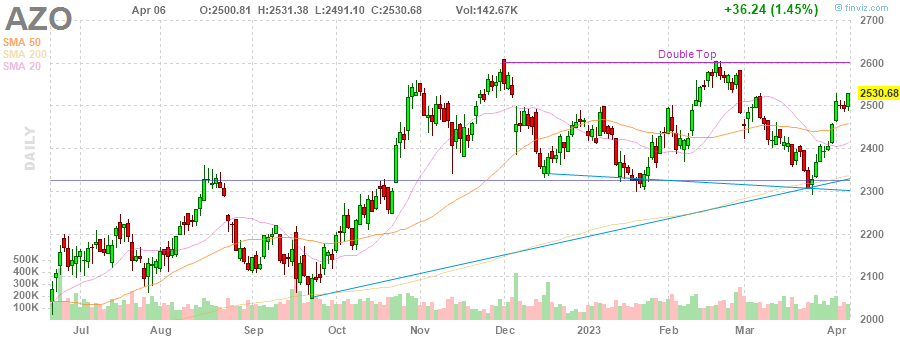 AZO
Apr 06 O:2500.81 H:2531.38 L:2491.10 C:2530.68 Vol:142.67K +36.24 (1.45%)
© finviz.com
SMA 50
SMA 200
SMA 20
DAILY
Double Top
2700
2600
2530.68
2500
2400
2300
2200
2100
2000
500K
400K
300K
200K
100K
Jul Aug Sep Oct Nov Dec 2023 Feb Mar Apr